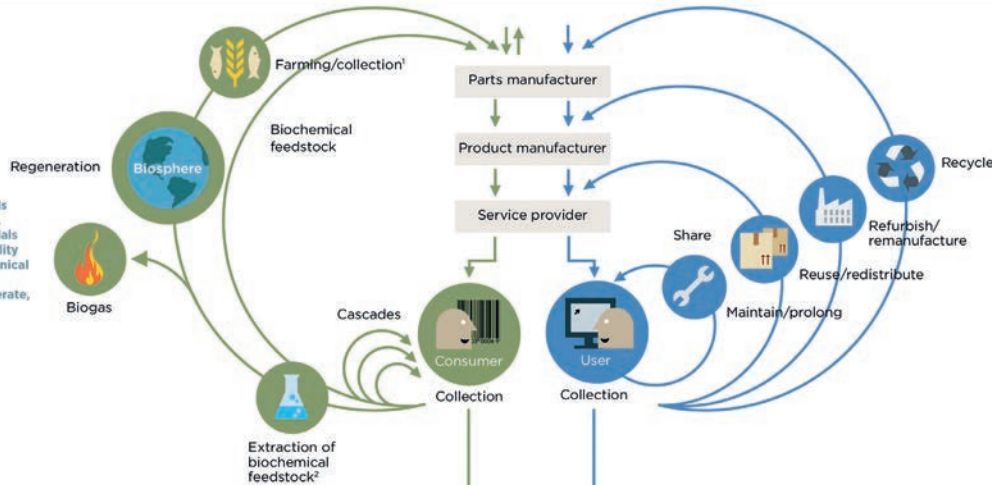 Farming/collection¹
Parts manufacturer
Biochemical
feedstock
Product manufacturer
Regeneration
Biosphere
Recycle
Service provider
Refurbish/
remanufacture
Share
Reuse/redistribute
Biogas
Maintain/prolong
Cascades
Consumer
User
Collection
Collection
Extraction of
biochemical
feedstock²